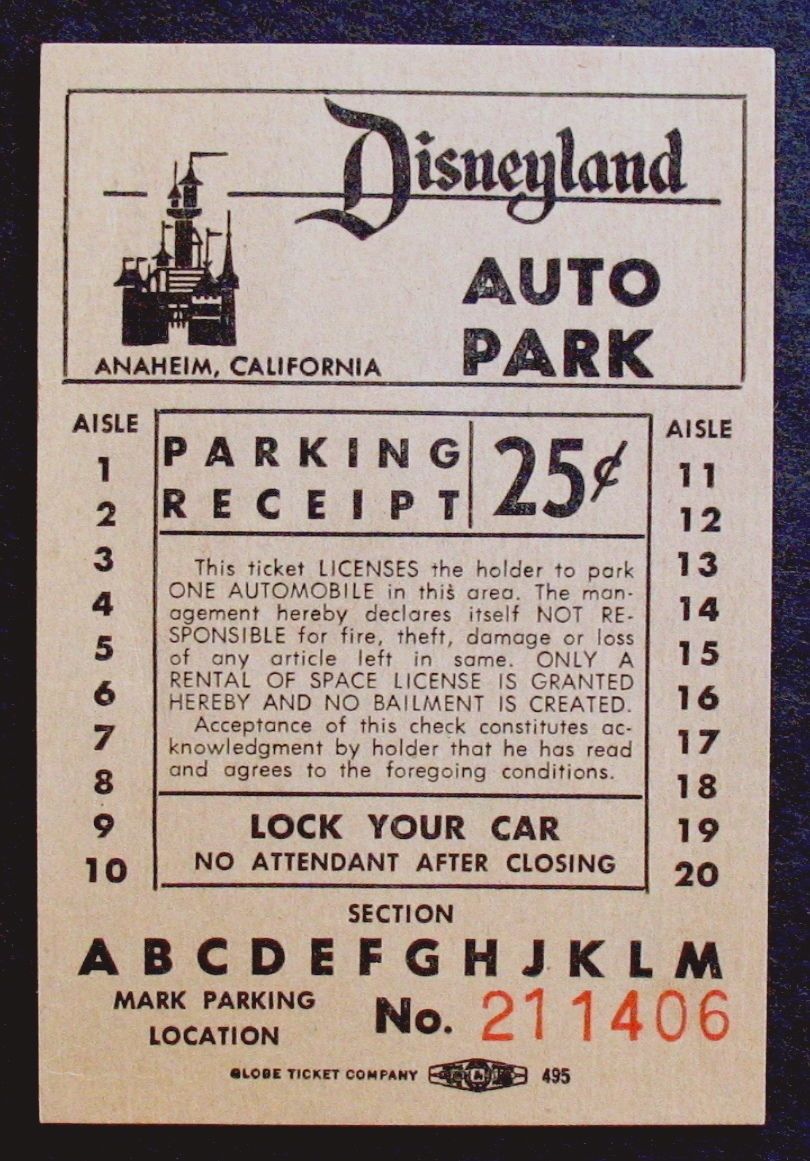 Disneyland
AUTO
PARK
ANAHEIM, CALIFORNIA
AISLE
1
2
3
4
5
6
7
8
9
10
PARKING
RECEIPT
25¢
This ticket LICENSES the holder to park
ONE AUTOMOBILE in this area. The man-
agement hereby declares itself NOT RE-
SPONSIBLE for fire, theft, damage or loss
of any article left in same. ONLY A
RENTAL OF SPACE LICENSE IS GRANTED
HEREBY AND NO BAILMENT IS CREATED.
Acceptance of this check constitutes ac-
knowledgment by holder that he has read
and agrees to the foregoing conditions.
LOCK YOUR CAR
NO ATTENDANT AFTER CLOSING
AISLE
11
12
13
14
15
16
17
18
19
20
SECTION
A B C D E F G H J K L M
MARK PARKING
LOCATION
No. 211406
GLOBE TICKET COMPANY 495